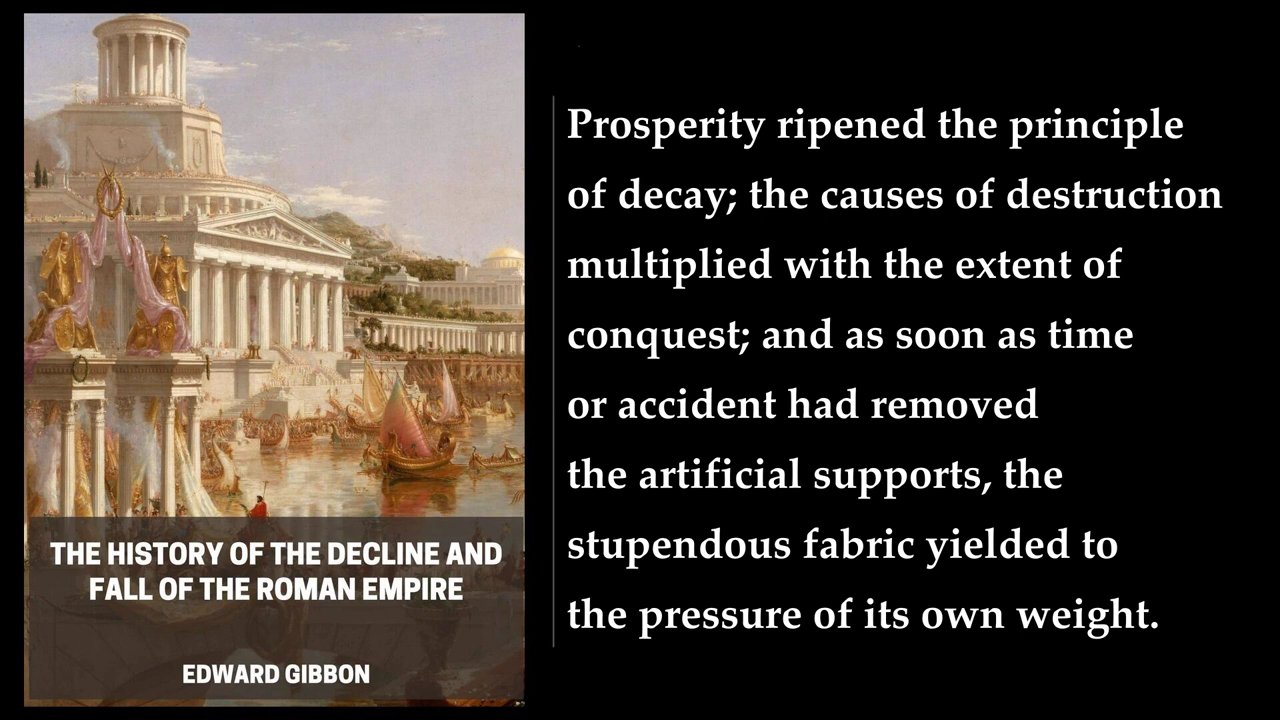 THE HISTORY OF THE DECLINE AND
FALL OF THE ROMAN EMPIRE
EDWARD GIBBON
Prosperity ripened the principle
of decay; the causes of destruction
multiplied with the extent of
conquest; and as soon as time
or accident had removed
the artificial supports, the
stupendous fabric yielded to
the pressure of its own weight.